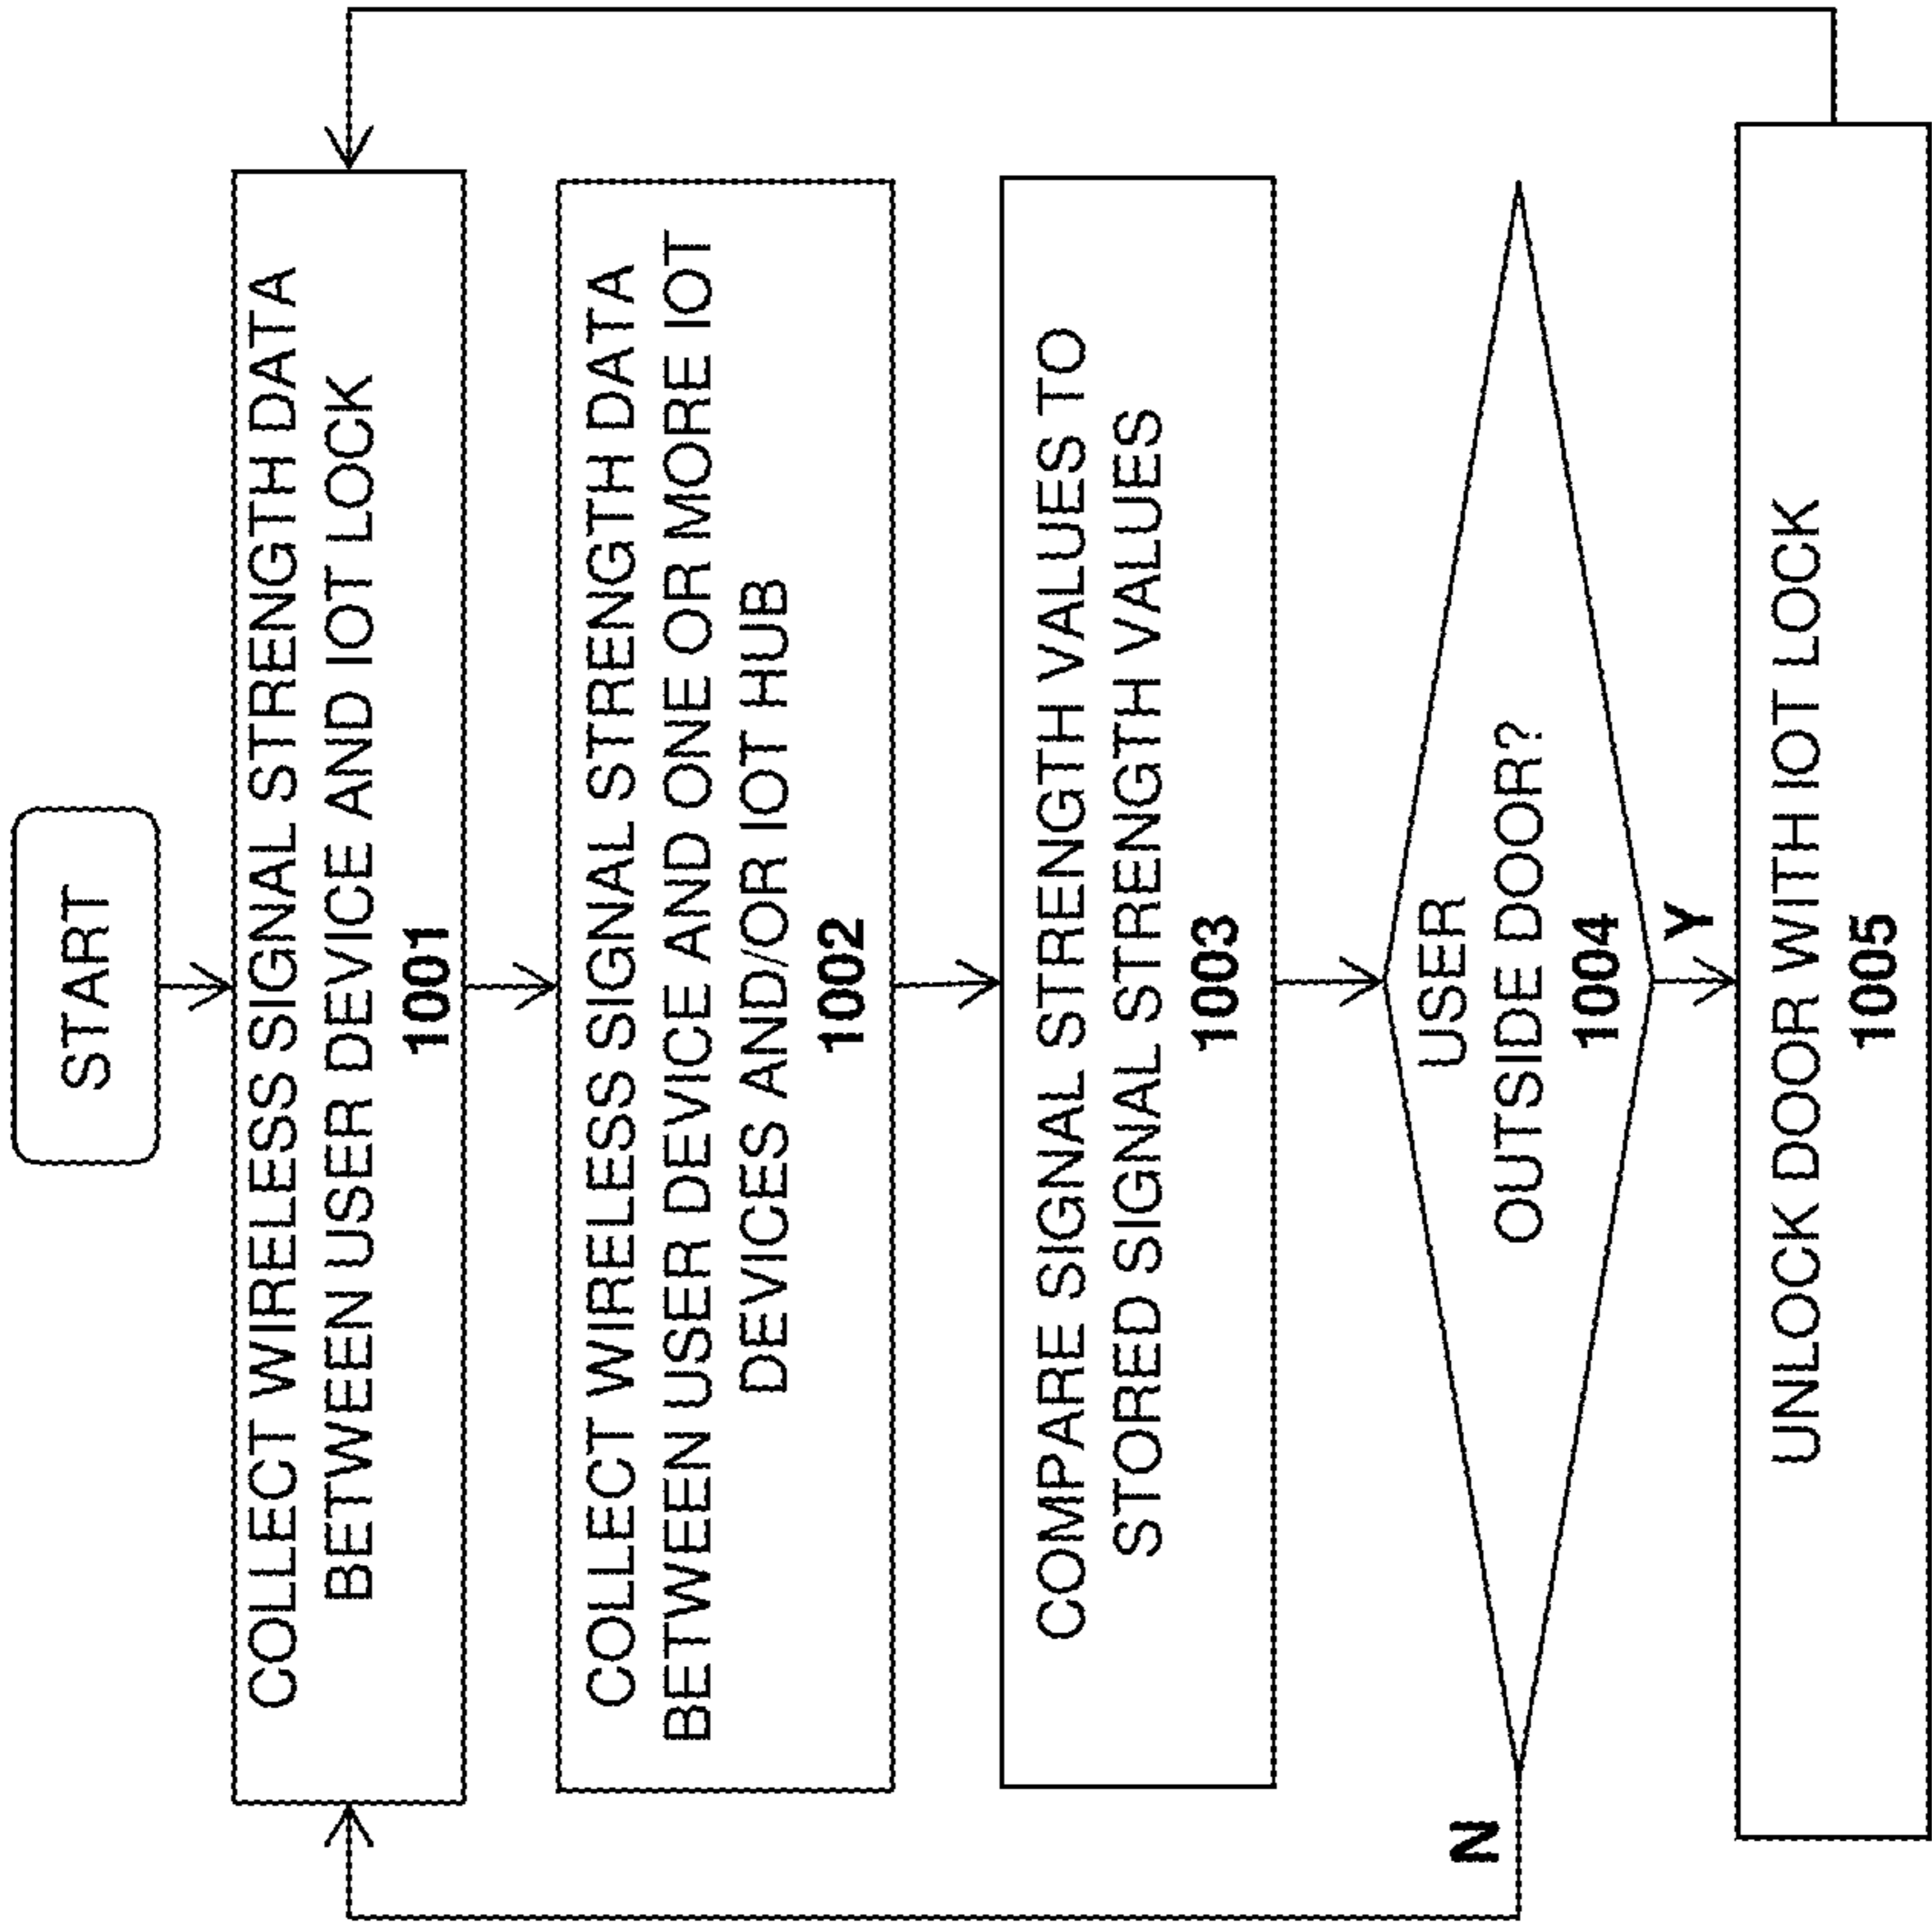 START
COLLECT WIRELESS SIGNAL STRENGTH DATA
BETWEEN USER DEVICE AND IOT LOCK
1001
COLLECT WIRELESS SIGNAL STRENGTH DATA
BETWEEN USER DEVICE AND ONE OR MORE IOT
DEVICES AND/OR IOT HUB
1002
COMPARE SIGNAL STRENGTH VALUES TO
STORED SIGNAL STRENGTH VALUES
1003
USER
OUTSIDE DOOR?
1004
N
Y
UNLOCK DOOR WITH IOT LOCK
1005